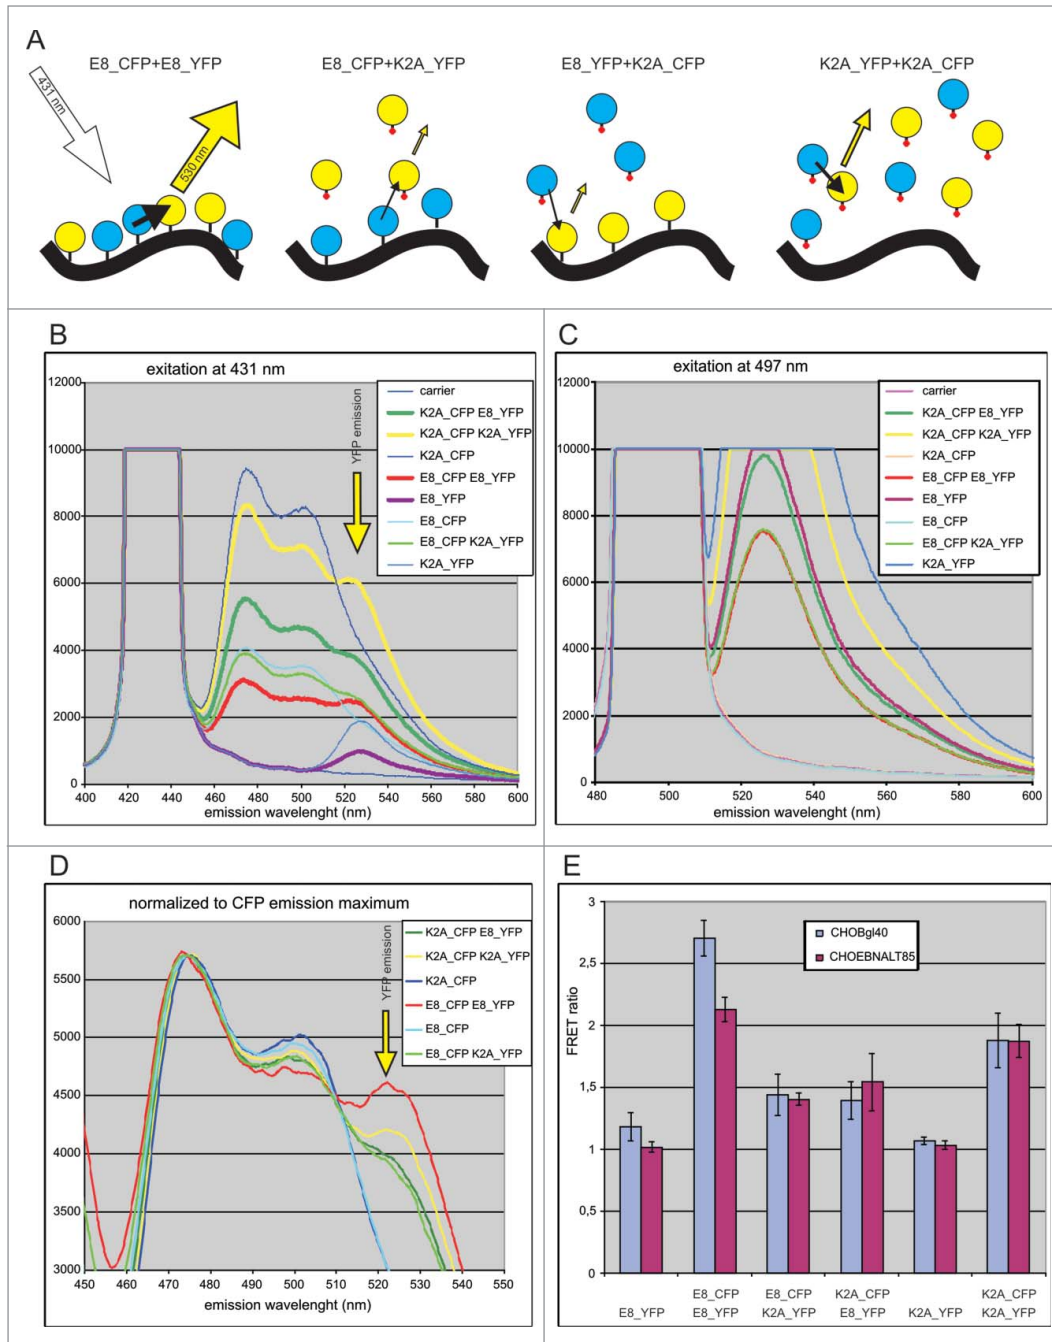 A
E8_CFP+E8_YFP
E8_CFP+K2A_YFP
E8_YFP+K2A_CFP
K2A_YFP+K2A_CFP
431 nm
530 nm
B
exitation at 431 nm
12000
10000
8000
6000
4000
2000
0
400 420 440 460 480 500 520 540 560 580 600
emission wavelenght (nm)
YFP emission
carrier
K2A_CFP E8_YFP
K2A_CFP K2A_YFP
K2A_CFP
E8_CFP E8_YFP
E8_YFP
E8_CFP
E8_CFP K2A_YFP
K2A_YFP
C
exitation at 497 nm
12000
10000
8000
6000
4000
2000
0
480 500 520 540 560 580 600
emission wavelenght (nm)
carrier
K2A_CFP E8_YFP
K2A_CFP K2A_YFP
K2A_CFP
E8_CFP E8_YFP
E8_YFP
E8_CFP
E8_CFP K2A_YFP
K2A_YFP
D
normalized to CFP emission maximum
6000
5500
5000
4500
4000
3500
3000
450 460 470 480 490 500 510 520 530 540 550
emission wavelenght (nm)
YFP emission
K2A_CFP E8_YFP
K2A_CFP K2A_YFP
K2A_CFP
E8_CFP E8_YFP
E8_CFP
E8_CFP K2A_YFP
E
3
2,5
2
1,5
1
0,5
0
FRET ratio
CHOBgl40
CHOEBNALT85
E8_YFP
E8_CFP
E8_YFP
E8_CFP
K2A_YFP
K2A_CFP
E8_YFP
K2A_YFP
K2A_CFP
K2A_YFP